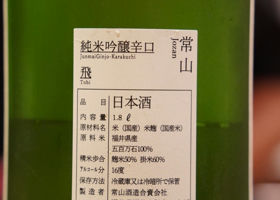 常山
Jozan
純米吟醸辛口
JunmaiGinjo-Karakuchi
飛
Tobi
品目 日本酒
内容量 1.8ℓ
原材料名 米（国産）米麹（国産米）
原料米 福井県産
五百万石100%
精米歩合 麹米50% 掛米60%
アルコール分 16度
保存方法 冷蔵庫又は冷暗所で保管
製造者 常山酒造合資会社